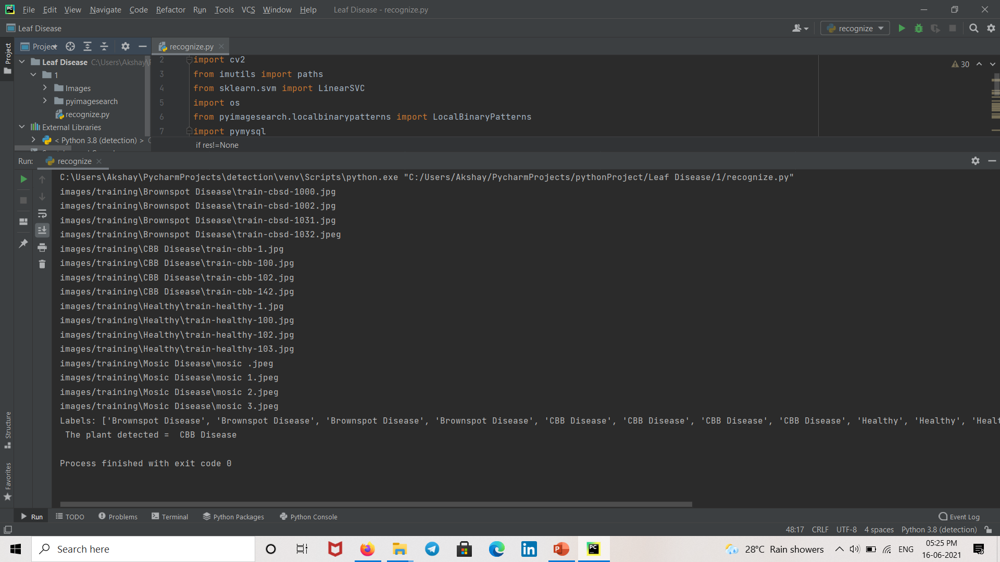 File Edit View Navigate Code Refactor Run Tools VCS Window Help Leaf Disease - recognize.py
Leaf Disease
recognize
Project
Project
recognize.py
Leaf Disease C:\Users\Akshay\
1
Images
pyimagesearch
recognize.py
External Libraries
< Python 3.8 (detection) >
2 import cv2
3 from imutils import paths
4 from sklearn.svm import LinearSVC
5 import os
6 from pyimagesearch.localbinarypatterns import LocalBinaryPatterns
7 import pymysql
30
if res!=None
Run: recognize
C:\Users\Akshay\PycharmProjects\detection\venv\Scripts\python.exe "C:/Users/Akshay/PycharmProjects/pythonProject/Leaf Disease/1/recognize.py"
images/training\Brownspot Disease\train-cbsd-1000.jpg
images/training\Brownspot Disease\train-cbsd-1002.jpg
images/training\Brownspot Disease\train-cbsd-1031.jpg
images/training\Brownspot Disease\train-cbsd-1032.jpeg
images/training\CBB Disease\train-cbb-1.jpg
images/training\CBB Disease\train-cbb-100.jpg
images/training\CBB Disease\train-cbb-102.jpg
images/training\CBB Disease\train-cbb-142.jpg
images/training\Healthy\train-healthy-1.jpg
images/training\Healthy\train-healthy-100.jpg
images/training\Healthy\train-healthy-102.jpg
images/training\Healthy\train-healthy-103.jpg
images/training\Mosic Disease\mosic .jpeg
images/training\Mosic Disease\mosic 1.jpeg
images/training\Mosic Disease\mosic 2.jpeg
images/training\Mosic Disease\mosic 3.jpeg
Labels: ['Brownspot Disease', 'Brownspot Disease', 'Brownspot Disease', 'Brownspot Disease', 'CBB Disease', 'CBB Disease', 'CBB Disease', 'CBB Disease', 'Healthy', 'Healthy', 'Healt
The plant detected = CBB Disease
Process finished with exit code 0
Structure
Favorites
Run TODO Problems Terminal Python Packages Python Console Event Log
48:17 CRLF UTF-8 4 spaces Python 3.8 (detection)
Search here
28°C Rain showers ENG
05:25 PM
16-06-2021